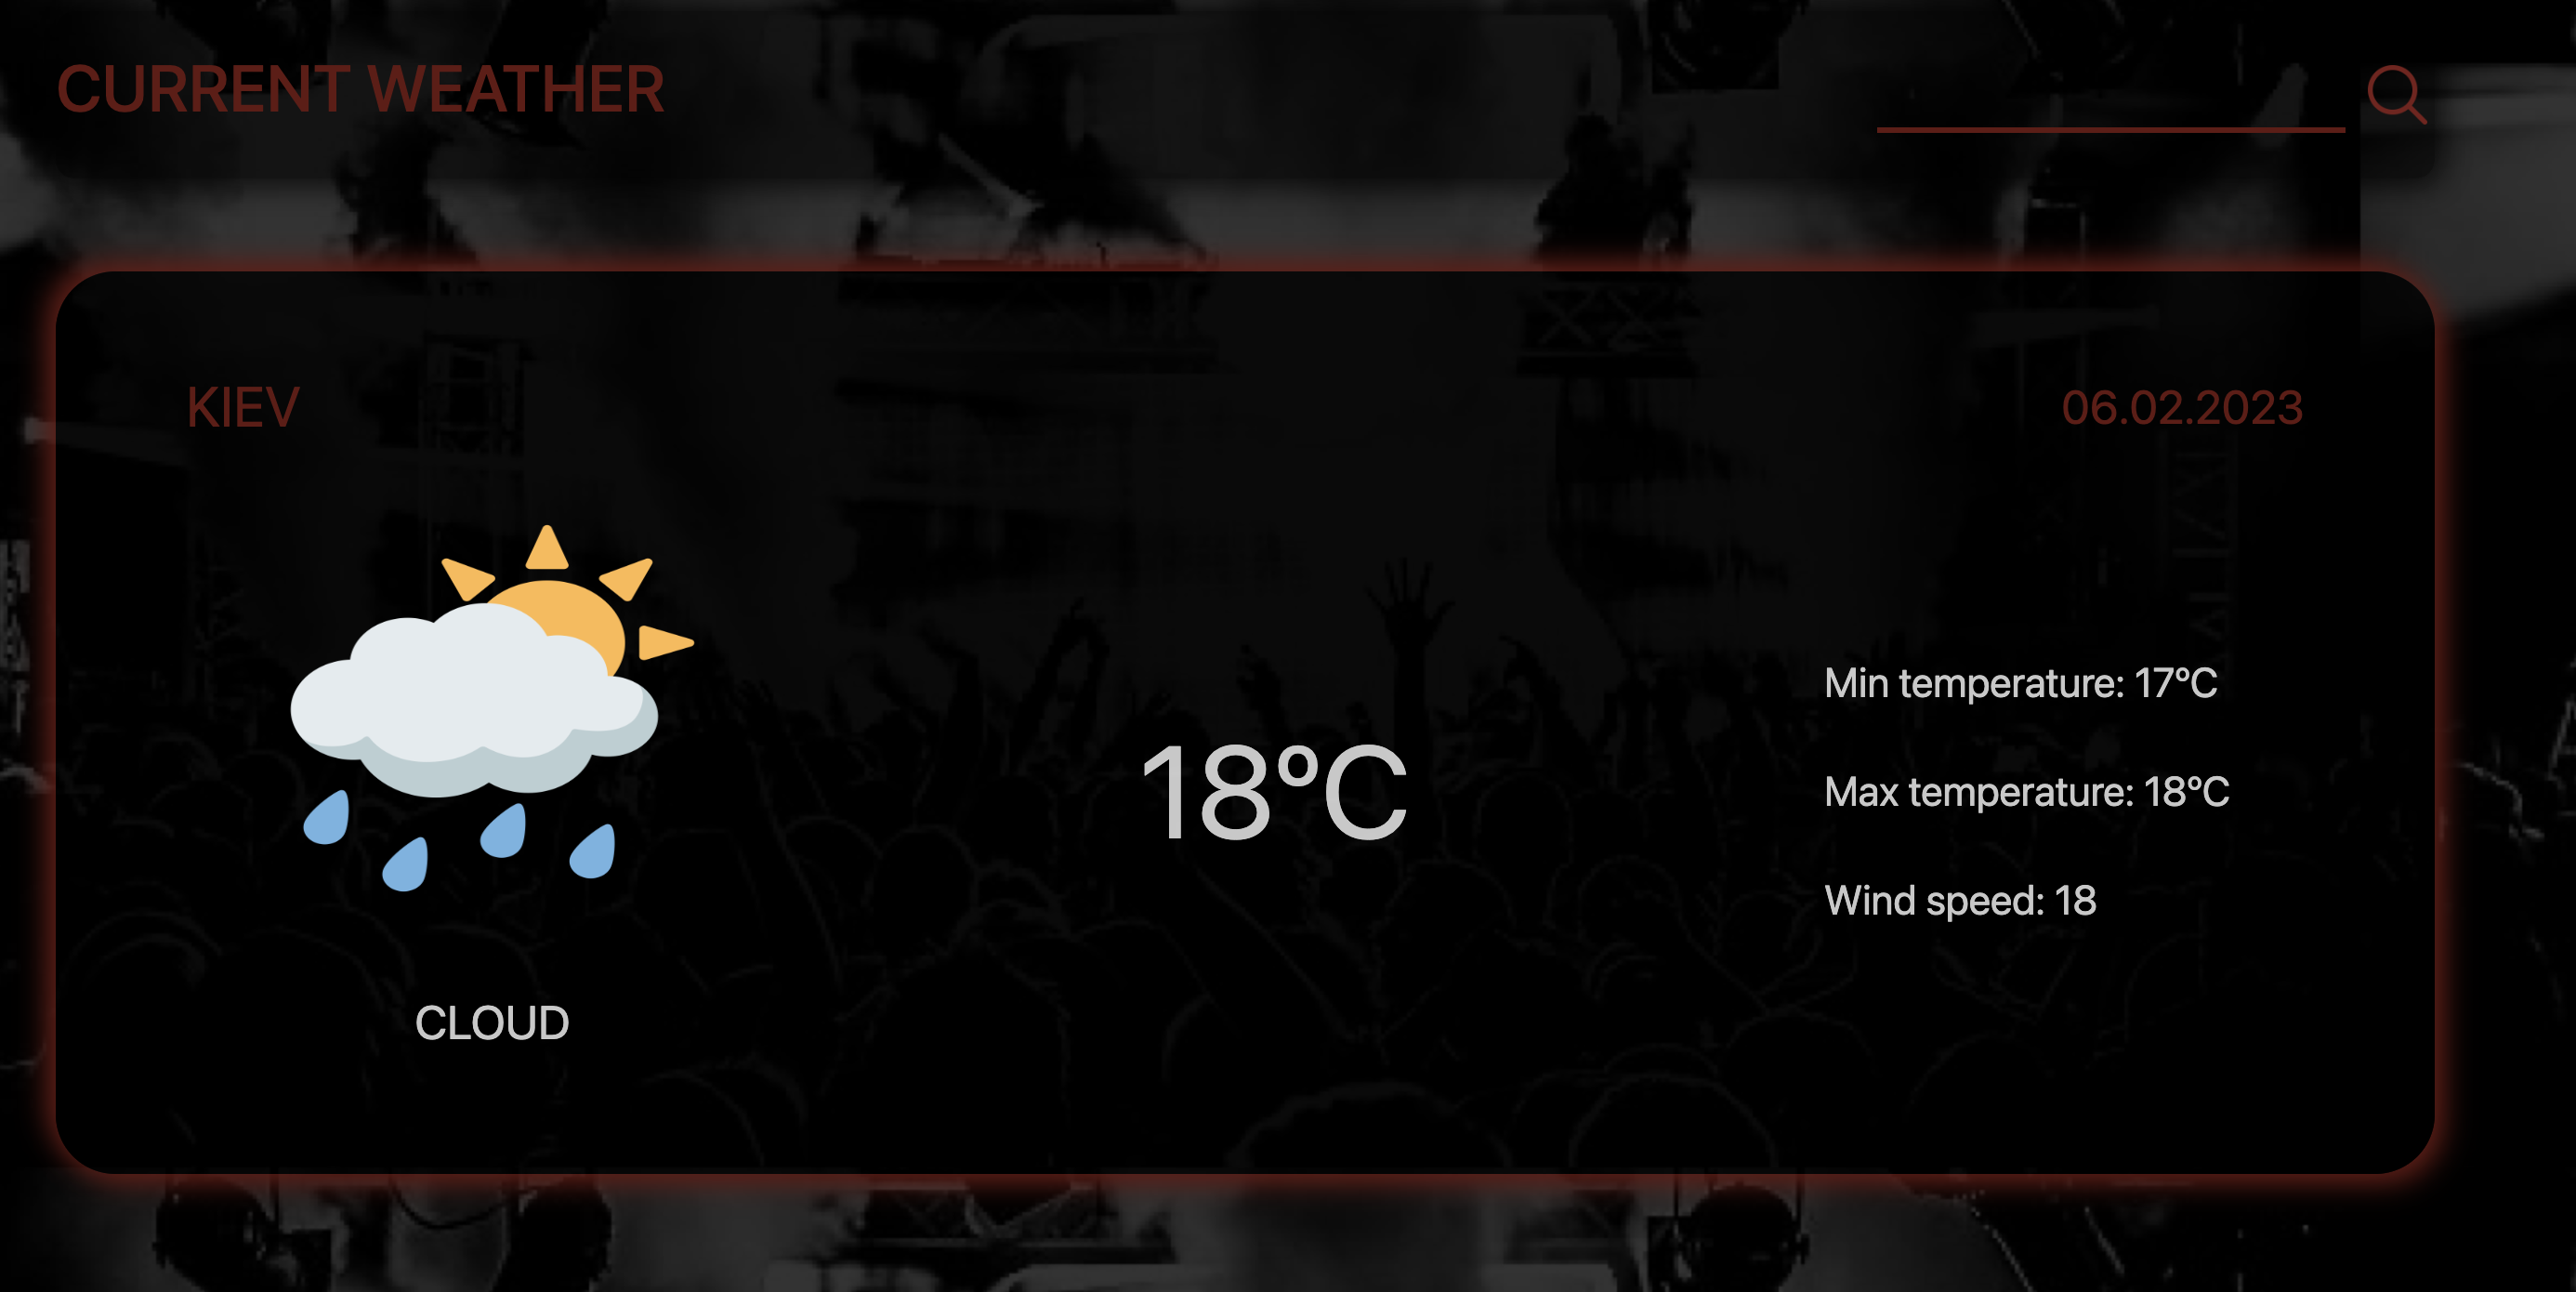 CURRENT WEATHER
KIEV
06.02.2023
Min temperature: 17°C
18°C
Max temperature: 18°C
Wind speed: 18
CLOUD